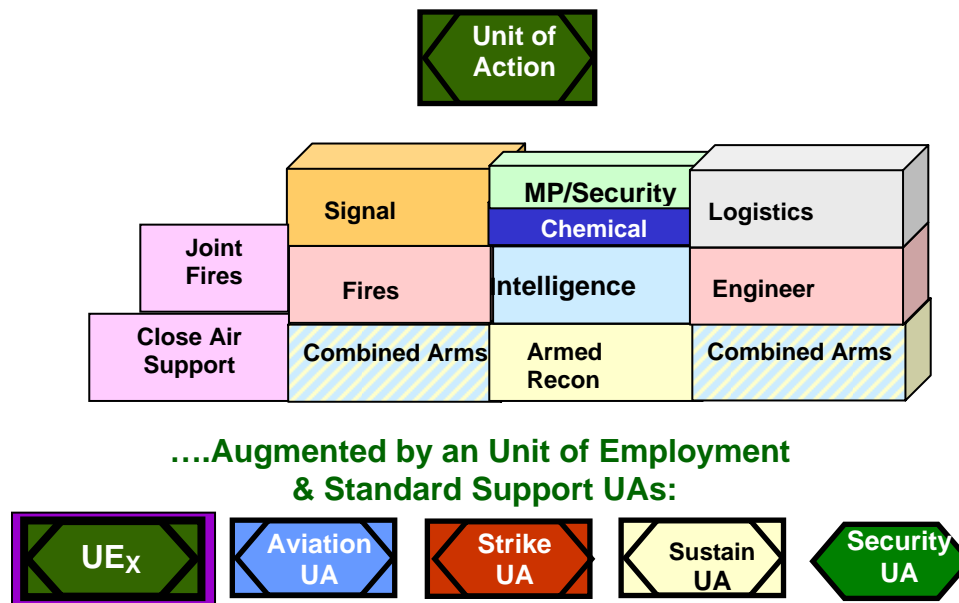 Unit of
Action
Signal
MP/Security
Logistics
Chemical
Joint
Fires
Fires
Intelligence
Engineer
Close Air
Support
Combined Arms
Armed
Recon
Combined Arms
....Augmented by an Unit of Employment
& Standard Support UAs:
UEX
Aviation
UA
Strike
UA
Sustain
UA
Security
UA